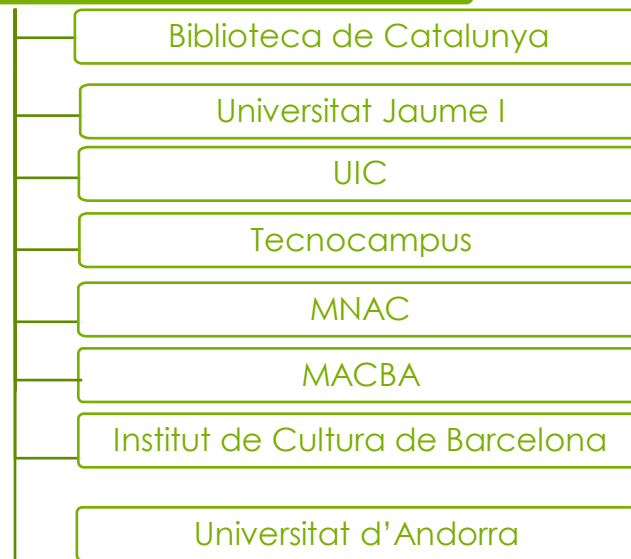 Biblioteca de Catalunya
Universitat Jaume I
UIC
Tecnocampus
MNAC
MACBA
Institut de Cultura de Barcelona
Universitat d’Andorra